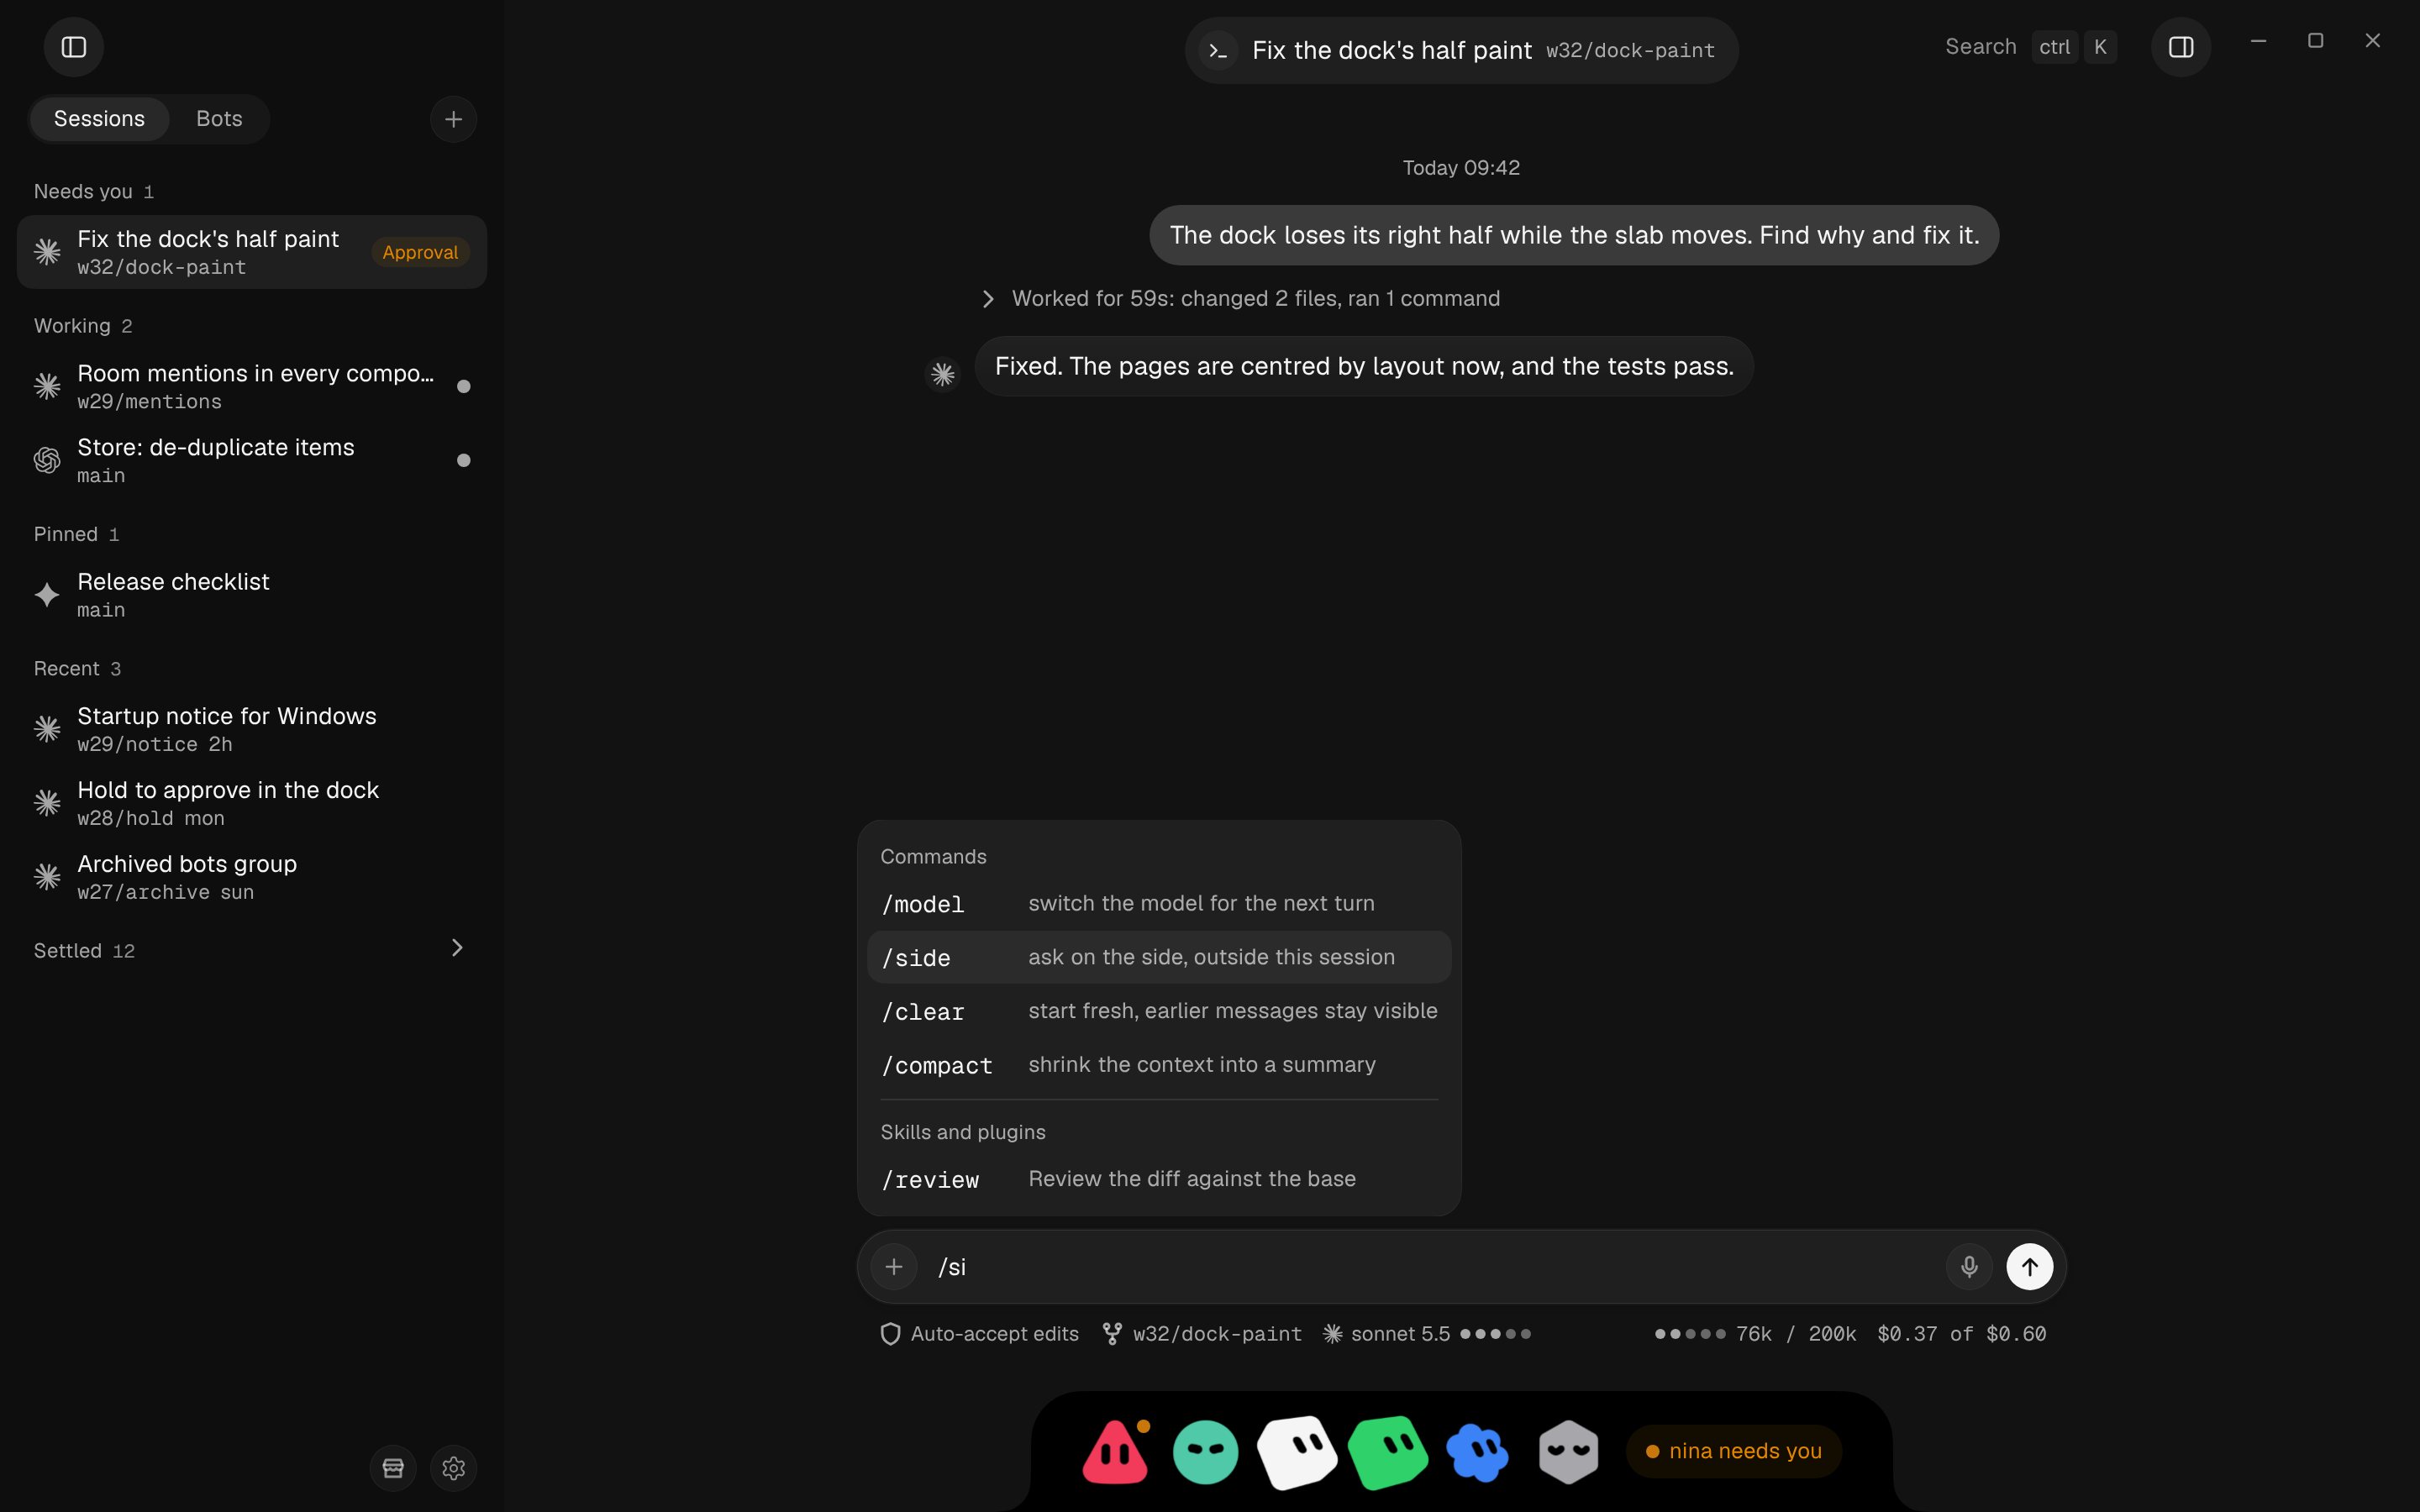 Fix the dock's half paint w32/dock-paint
Search ctrl K
Sessions Bots
Needs you 1
Fix the dock's half paint
w32/dock-paint
Approval
Working 2
Room mentions in every compo…
w29/mentions
Store: de-duplicate items
main
Pinned 1
Release checklist
main
Recent 3
Startup notice for Windows
w29/notice 2h
Hold to approve in the dock
w28/hold mon
Archived bots group
w27/archive sun
Settled 12
Today 09:42
The dock loses its right half while the slab moves. Find why and fix it.
Worked for 59s: changed 2 files, ran 1 command
Fixed. The pages are centred by layout now, and the tests pass.
Commands
/model switch the model for the next turn
/side ask on the side, outside this session
/clear start fresh, earlier messages stay visible
/compact shrink the context into a summary
Skills and plugins
/review Review the diff against the base
/si
Auto-accept edits w32/dock-paint sonnet 5.5 76k / 200k $0.37 of $0.60
nina needs you